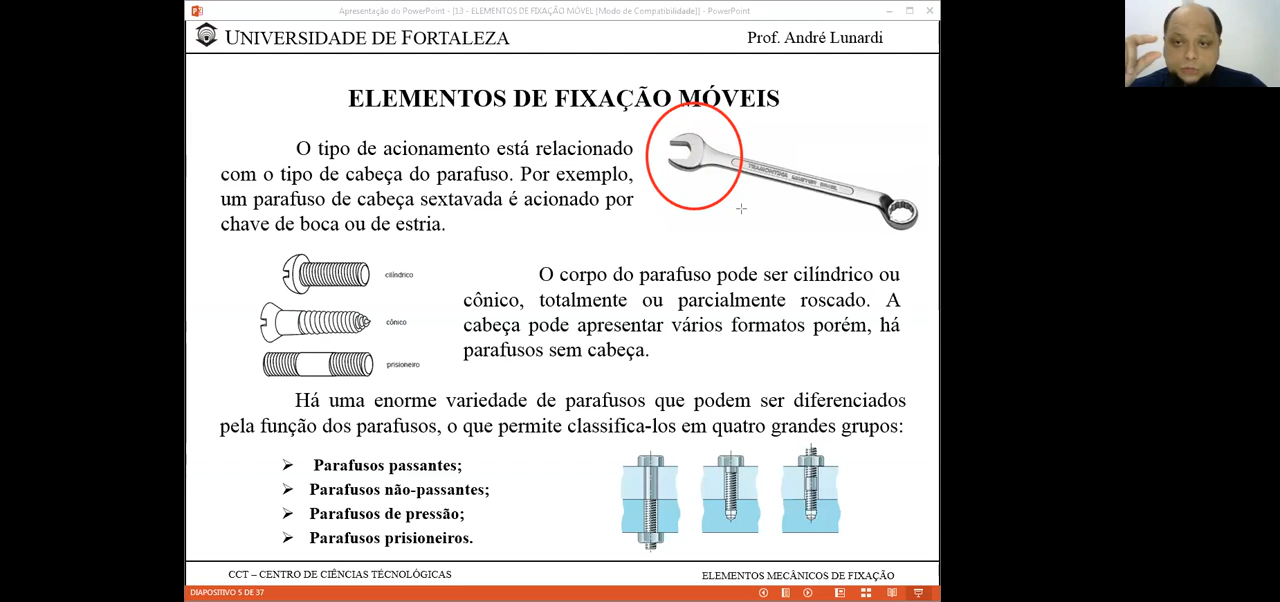 Apresentação do PowerPoint - [13 - ELEMENTOS DE FIXAÇÃO MÓVEL [Modo de Compatibilidade]] - PowerPoint
UNIVERSIDADE DE FORTALEZA
Prof. André Lunardi
ELEMENTOS DE FIXAÇÃO MÓVEIS
O tipo de acionamento está relacionado
com o tipo de cabeça do parafuso. Por exemplo,
um parafuso de cabeça sextavada é acionado por
chave de boca ou de estria.
TRAMONTINA
cilíndrico
cônico
prisioneiro
O corpo do parafuso pode ser cilíndrico ou
cônico, totalmente ou parcialmente roscado. A
cabeça pode apresentar vários formatos porém, há
parafusos sem cabeça.
Há uma enorme variedade de parafusos que podem ser diferenciados
pela função dos parafusos, o que permite classifica-los em quatro grandes grupos:
Parafusos passantes;
Parafusos não-passantes;
Parafusos de pressão;
Parafusos prisioneiros.
CCT – CENTRO DE CIÊNCIAS TÉCNOLÓGICAS
ELEMENTOS MECÂNICOS DE FIXAÇÃO
DIAPOSITIVO 5 DE 37